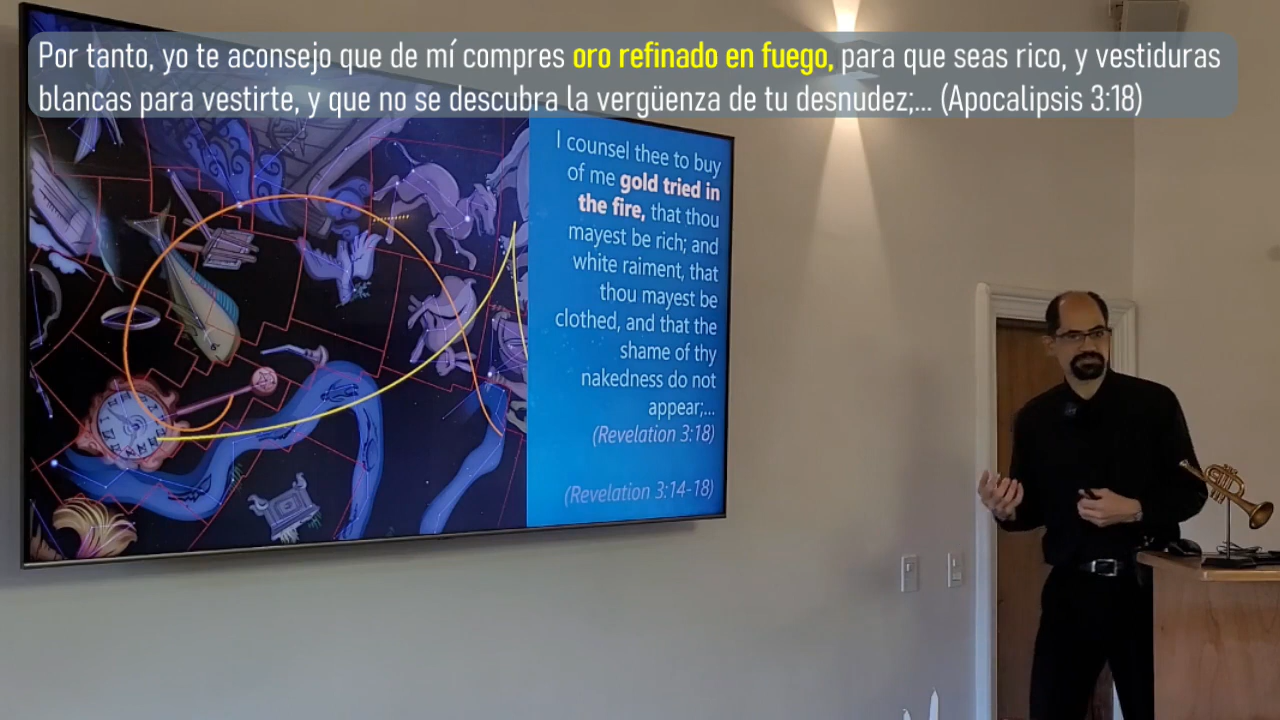 Por tanto, yo te aconsejo que de mí compres oro refinado en fuego, para que seas rico, y vestiduras
blancas para vestirte, y que no se descubra la vergüenza de tu desnudez;... (Apocalipsis 3:18)
I counsel thee to buy
of me gold tried in
the fire, that thou
mayest be rich; and
white raiment, that
thou mayest be
clothed, and that the
shame of thy
nakedness do not
appear;...
(Revelation 3:18)
(Revelation 3:14-18)